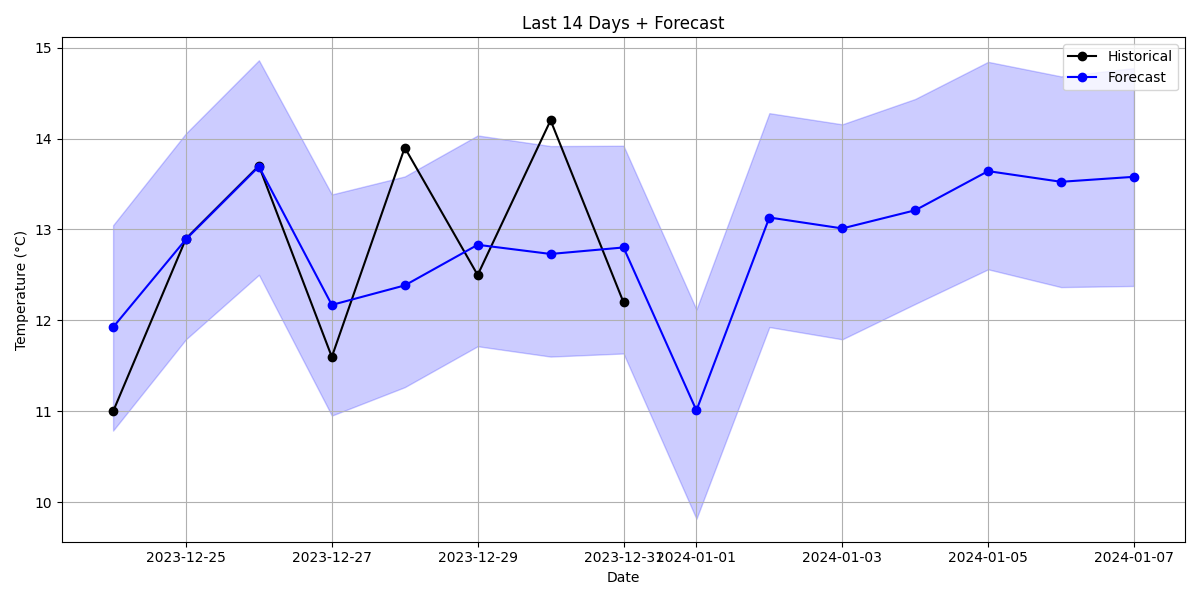 Last 14 Days + Forecast
Historical
Forecast
Temperature (°C)
15
14
13
12
11
10
2023-12-25
2023-12-27
2023-12-29
2023-12-31
2024-01-01
2024-01-03
2024-01-05
2024-01-07
Date